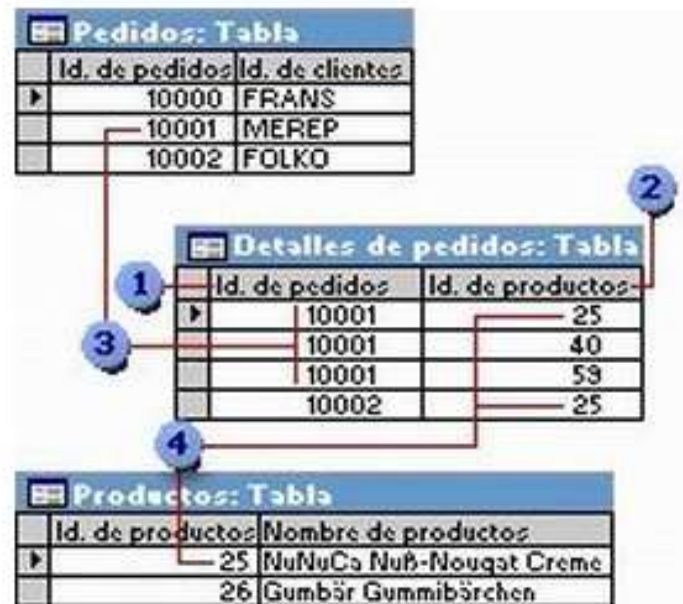 Pedidos: Tabla
Id. de pedidos Id. de clientes
10000 FRANS
10001 MEREP
10002 FOLKO
2
Detalles de pedidos: Tabla
1
Id. de pedidos Id. de productos
10001 25
3
10001 40
10001 59
10002 25
4
Productos: Tabla
Id. de productos Nombre de productos
25 NuNuCa Nuß-Nougat Creme
26 Gumbär Gummibärchen